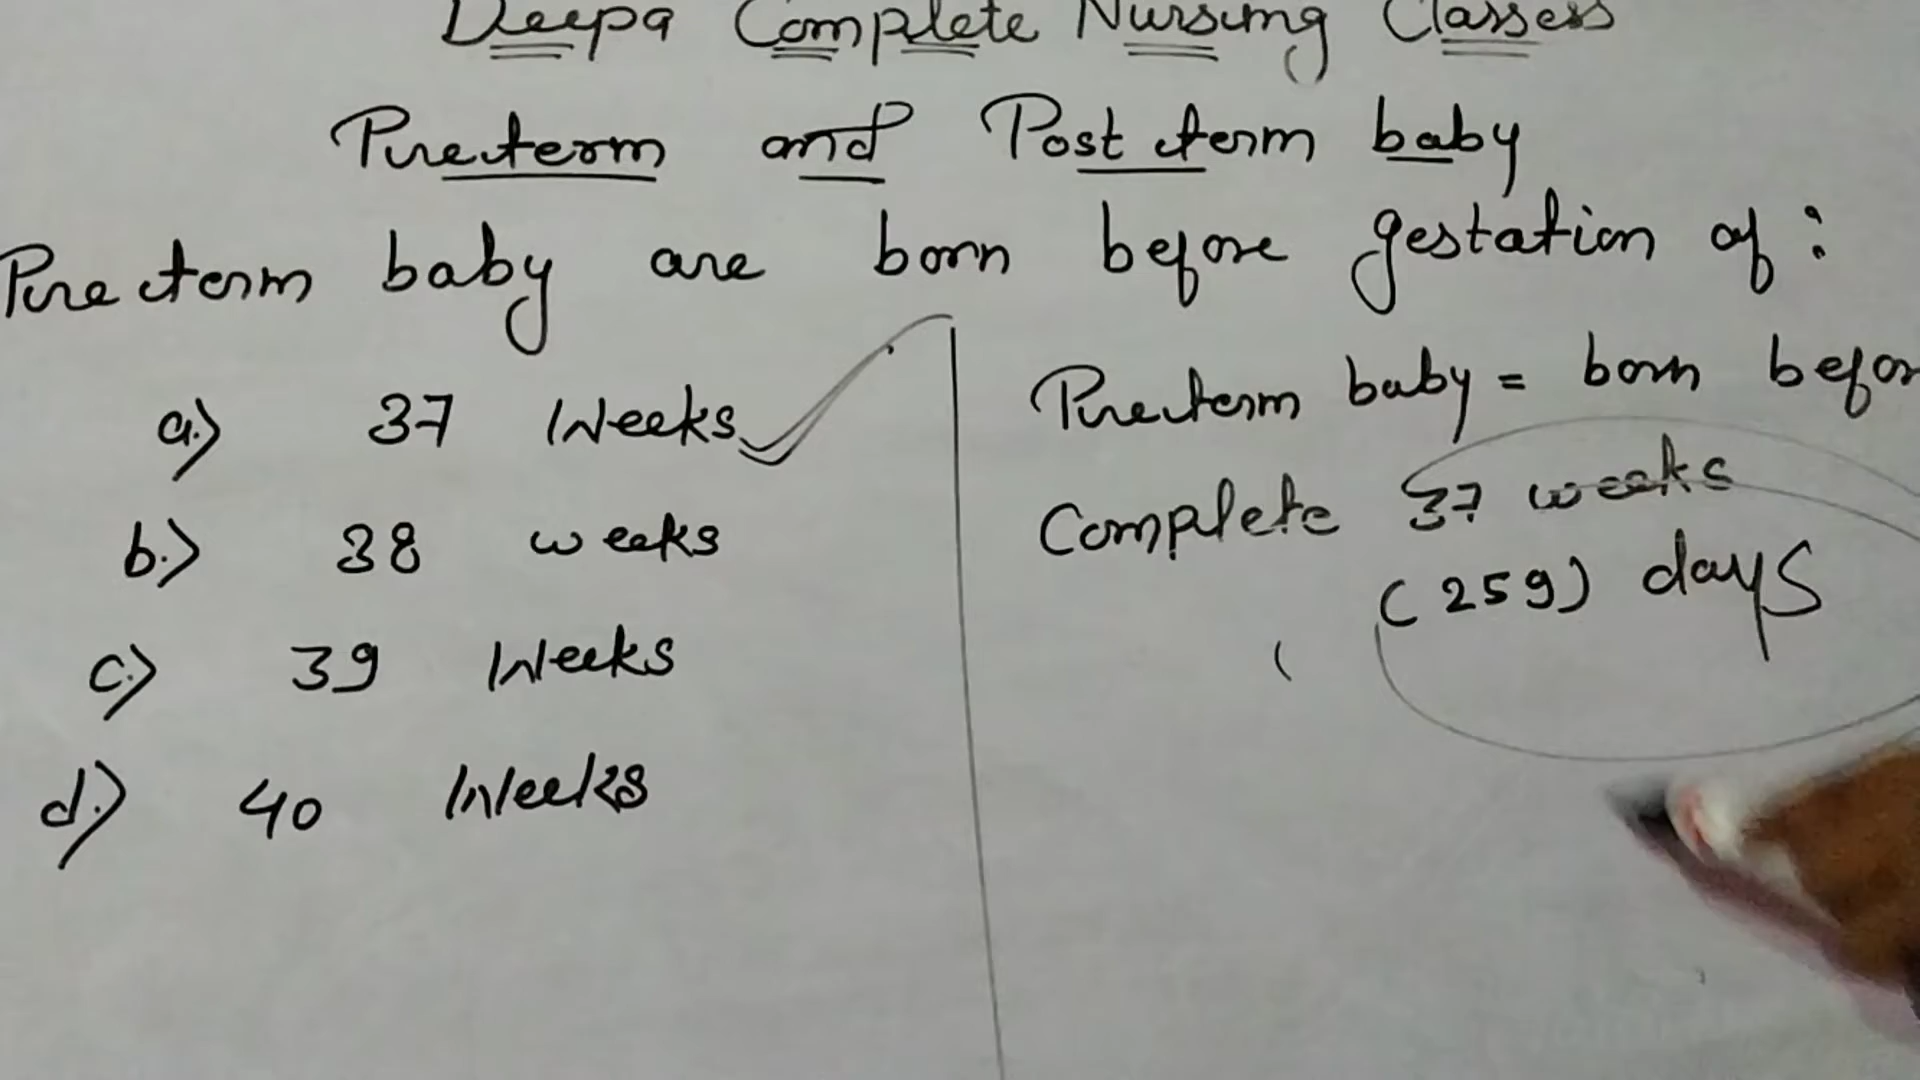 Deepa Complete Nursing Classess
Preterm and Post term baby
Preterm baby are born before gestation of :
a.) 37 Weeks
b.) 38 weeks
c.) 39 Weeks
d.) 40 Weeks
Preterm baby = born befor
Complete 37 weeks
(259) days
(